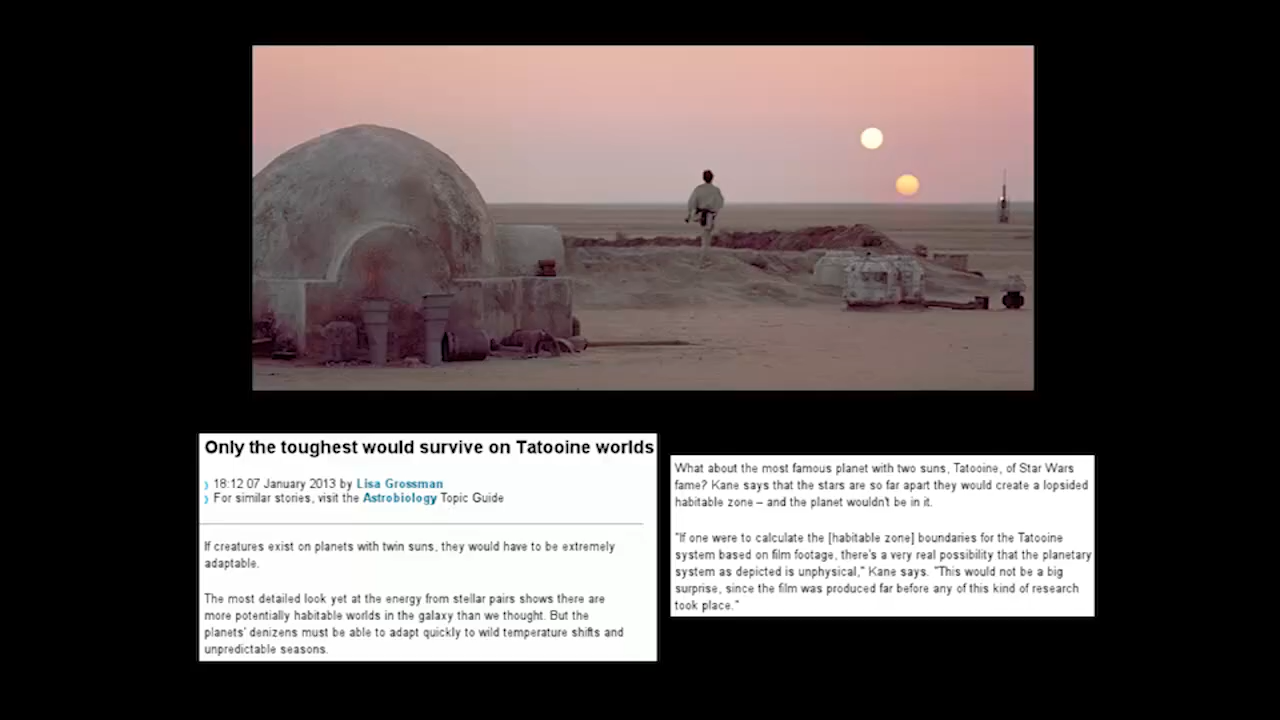 Only the toughest would survive on Tatooine worlds
18:12 07 January 2013 by Lisa Grossman
For similar stories, visit the Astrobiology Topic Guide
If creatures exist on planets with twin suns, they would have to be extremely
adaptable.
The most detailed look yet at the energy from stellar pairs shows there are
more potentially habitable worlds in the galaxy than we thought. But the
planets' denizens must be able to adapt quickly to wild temperature shifts and
unpredictable seasons.
What about the most famous planet with two suns, Tatooine, of Star Wars
fame? Kane says that the stars are so far apart they would create a lopsided
habitable zone – and the planet wouldn't be in it.
"If one were to calculate the [habitable zone] boundaries for the Tatooine
system based on film footage, there's a very real possibility that the planetary
system as depicted is unphysical," Kane says. "This would not be a big
surprise, since the film was produced far before any of this kind of research
took place."